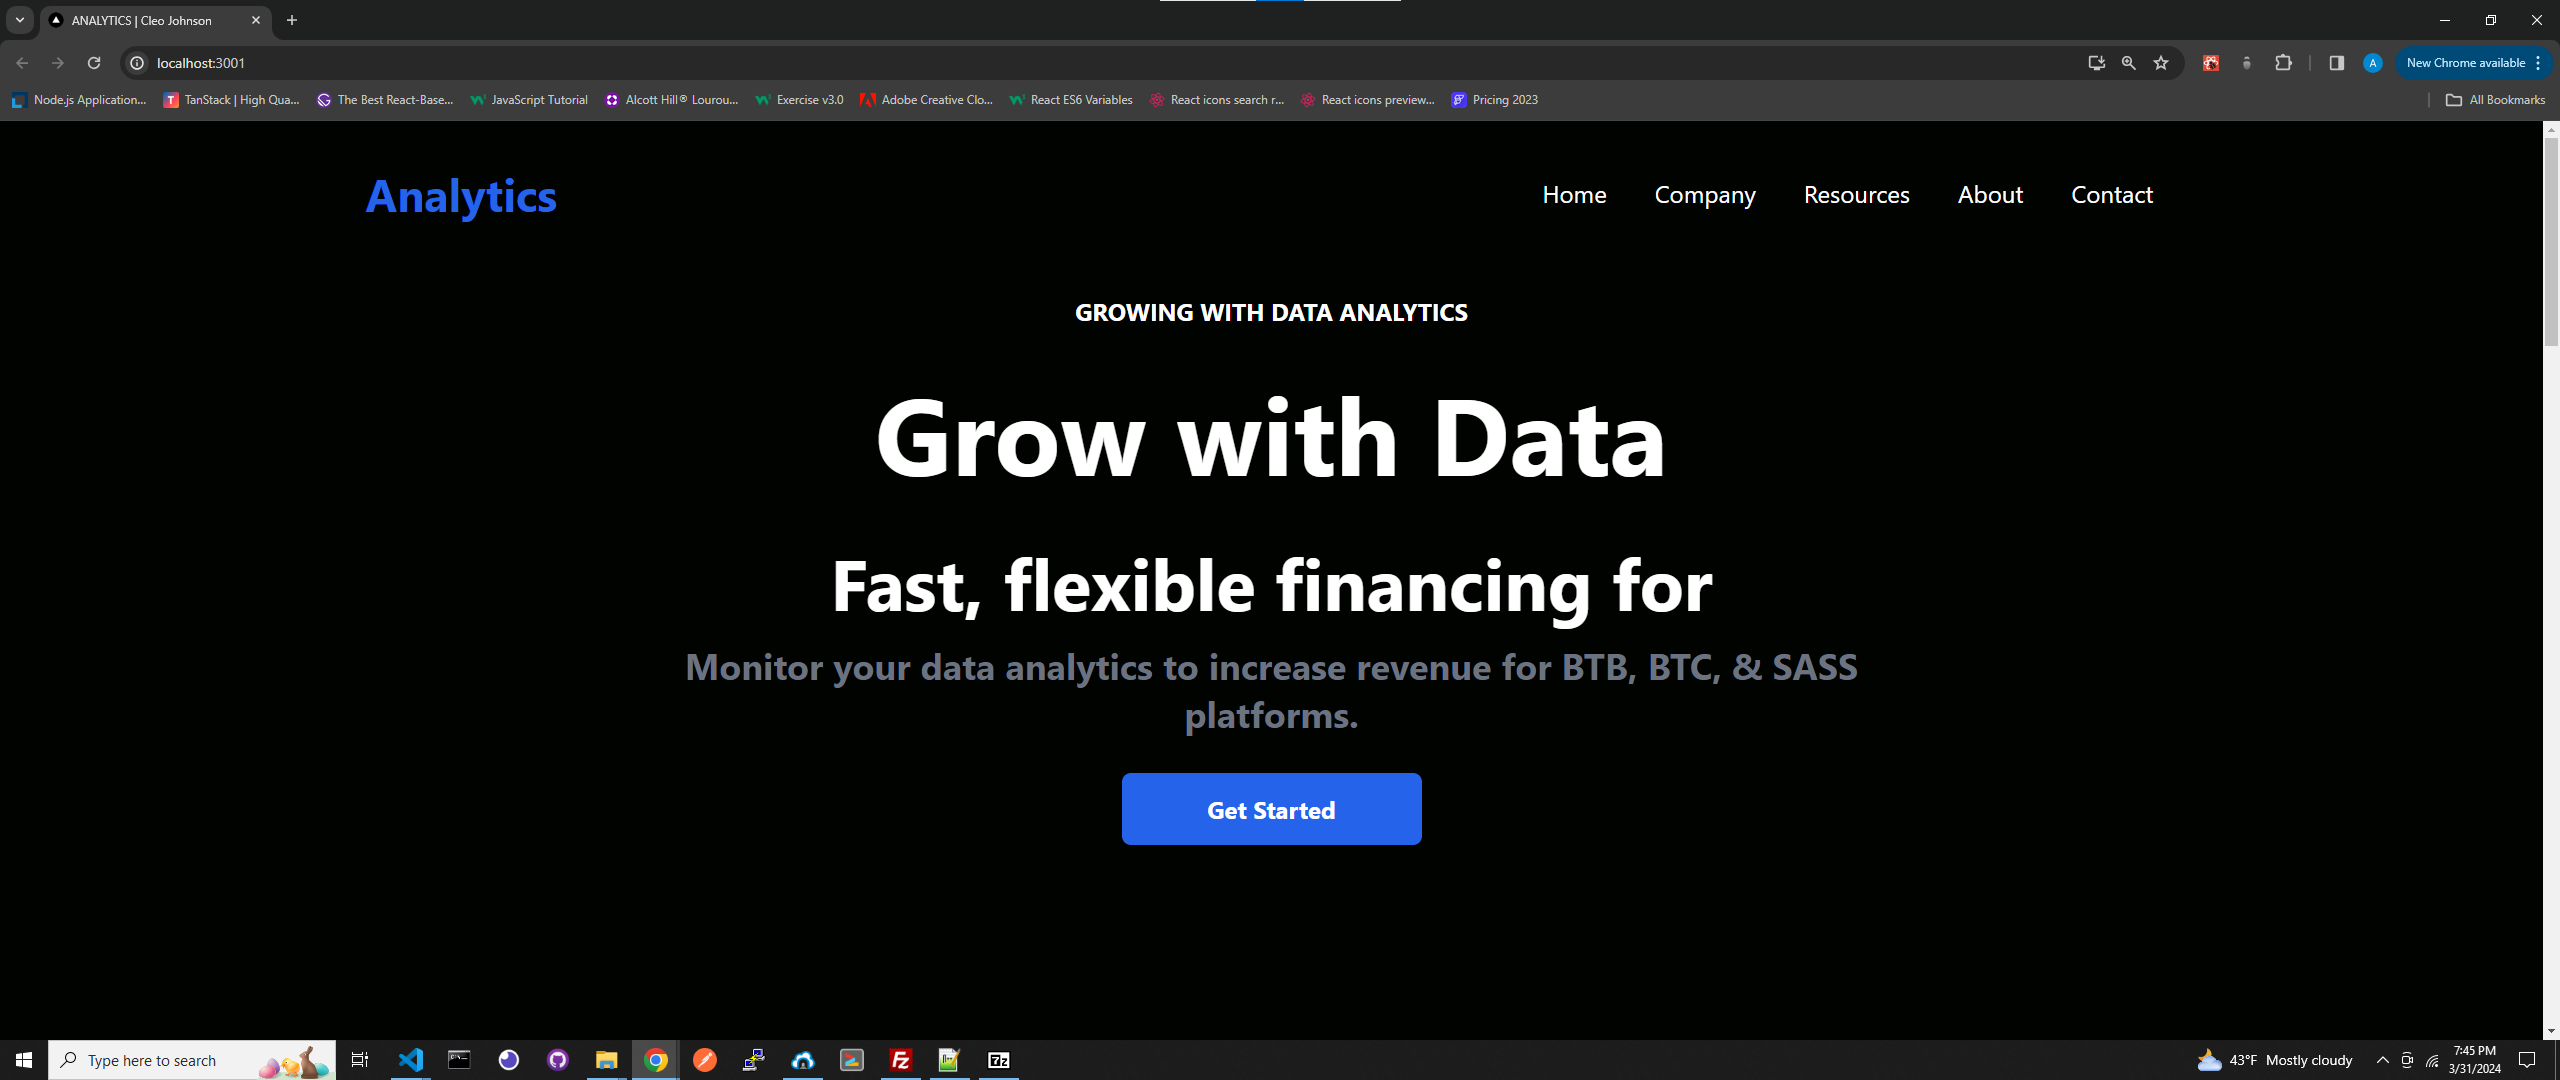 ANALYTICS | Cleo Johnson
localhost:3001
New Chrome available
Node.js Application...
TanStack | High Qua...
The Best React-Base...
JavaScript Tutorial
Alcott Hill® Lourou...
Exercise v3.0
Adobe Creative Clo...
React ES6 Variables
React icons search r...
React icons preview...
Pricing 2023
All Bookmarks
Analytics
Home Company Resources About Contact
GROWING WITH DATA ANALYTICS
Grow with Data
Fast, flexible financing for
Monitor your data analytics to increase revenue for BTB, BTC, & SASS
platforms.
Get Started
Type here to search
43°F Mostly cloudy
7:45 PM
3/31/2024